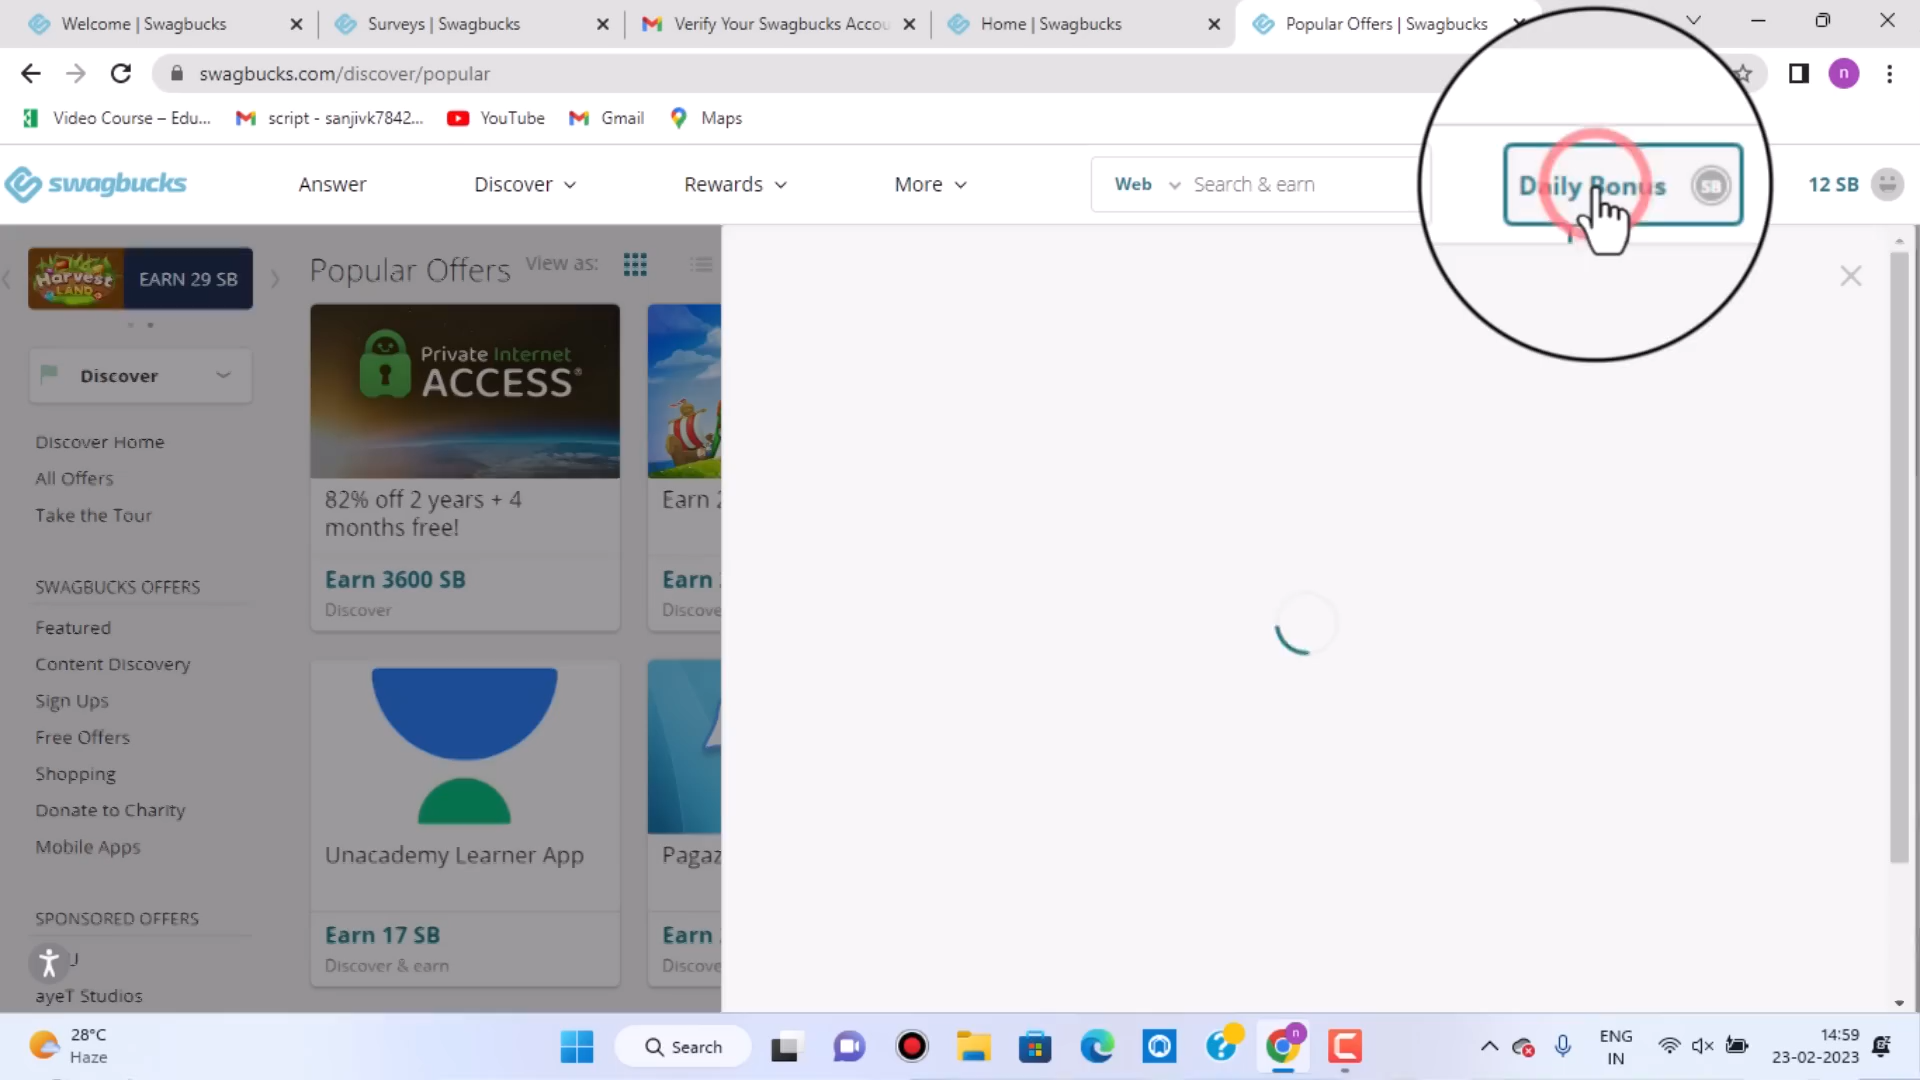 Welcome | Swagbucks
Surveys | Swagbucks
Verify Your Swagbucks Accou
Home | Swagbucks
Popular Offers | Swagbucks
swagbucks.com/discover/popular
n
Video Course – Edu...
script - sanjivk7842...
YouTube
Gmail
Maps
swagbucks
Answer
Discover
Rewards
More
Web
Search & earn
Daily Bonus
SB
12 SB
Harvest LAND
EARN 29 SB
Popular Offers
View as:
Discover
Discover Home
All Offers
Take the Tour
SWAGBUCKS OFFERS
Featured
Content Discovery
Sign Ups
Free Offers
Shopping
Donate to Charity
Mobile Apps
SPONSORED OFFERS
ayeT Studios
Private Internet
ACCESS®
82% off 2 years + 4
months free!
Earn 3600 SB
Discover
Earn
Earn
Discove
Unacademy Learner App
Earn 17 SB
Discover & earn
Pagaz
Earn
Discove
28°C
Haze
Search
n
ENG
IN
14:59
23-02-2023